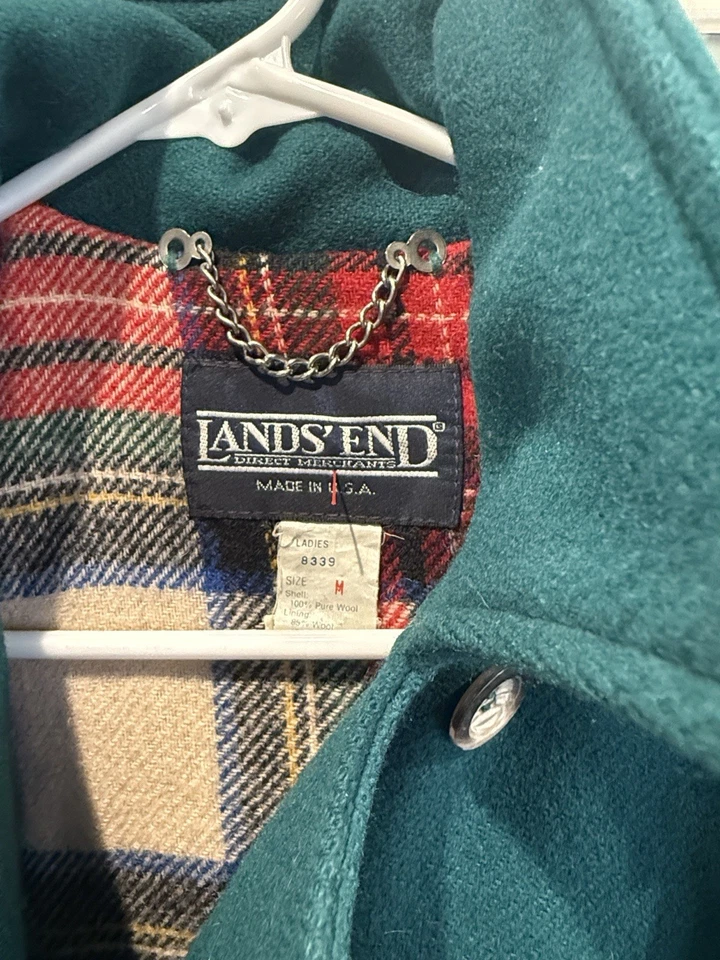 LANDS' END
DIRECT MERCHANTS
MADE IN U.S.A.
LADIES
8339
SIZE M
Shell:
100% Pure Wool
Lining:
Wool